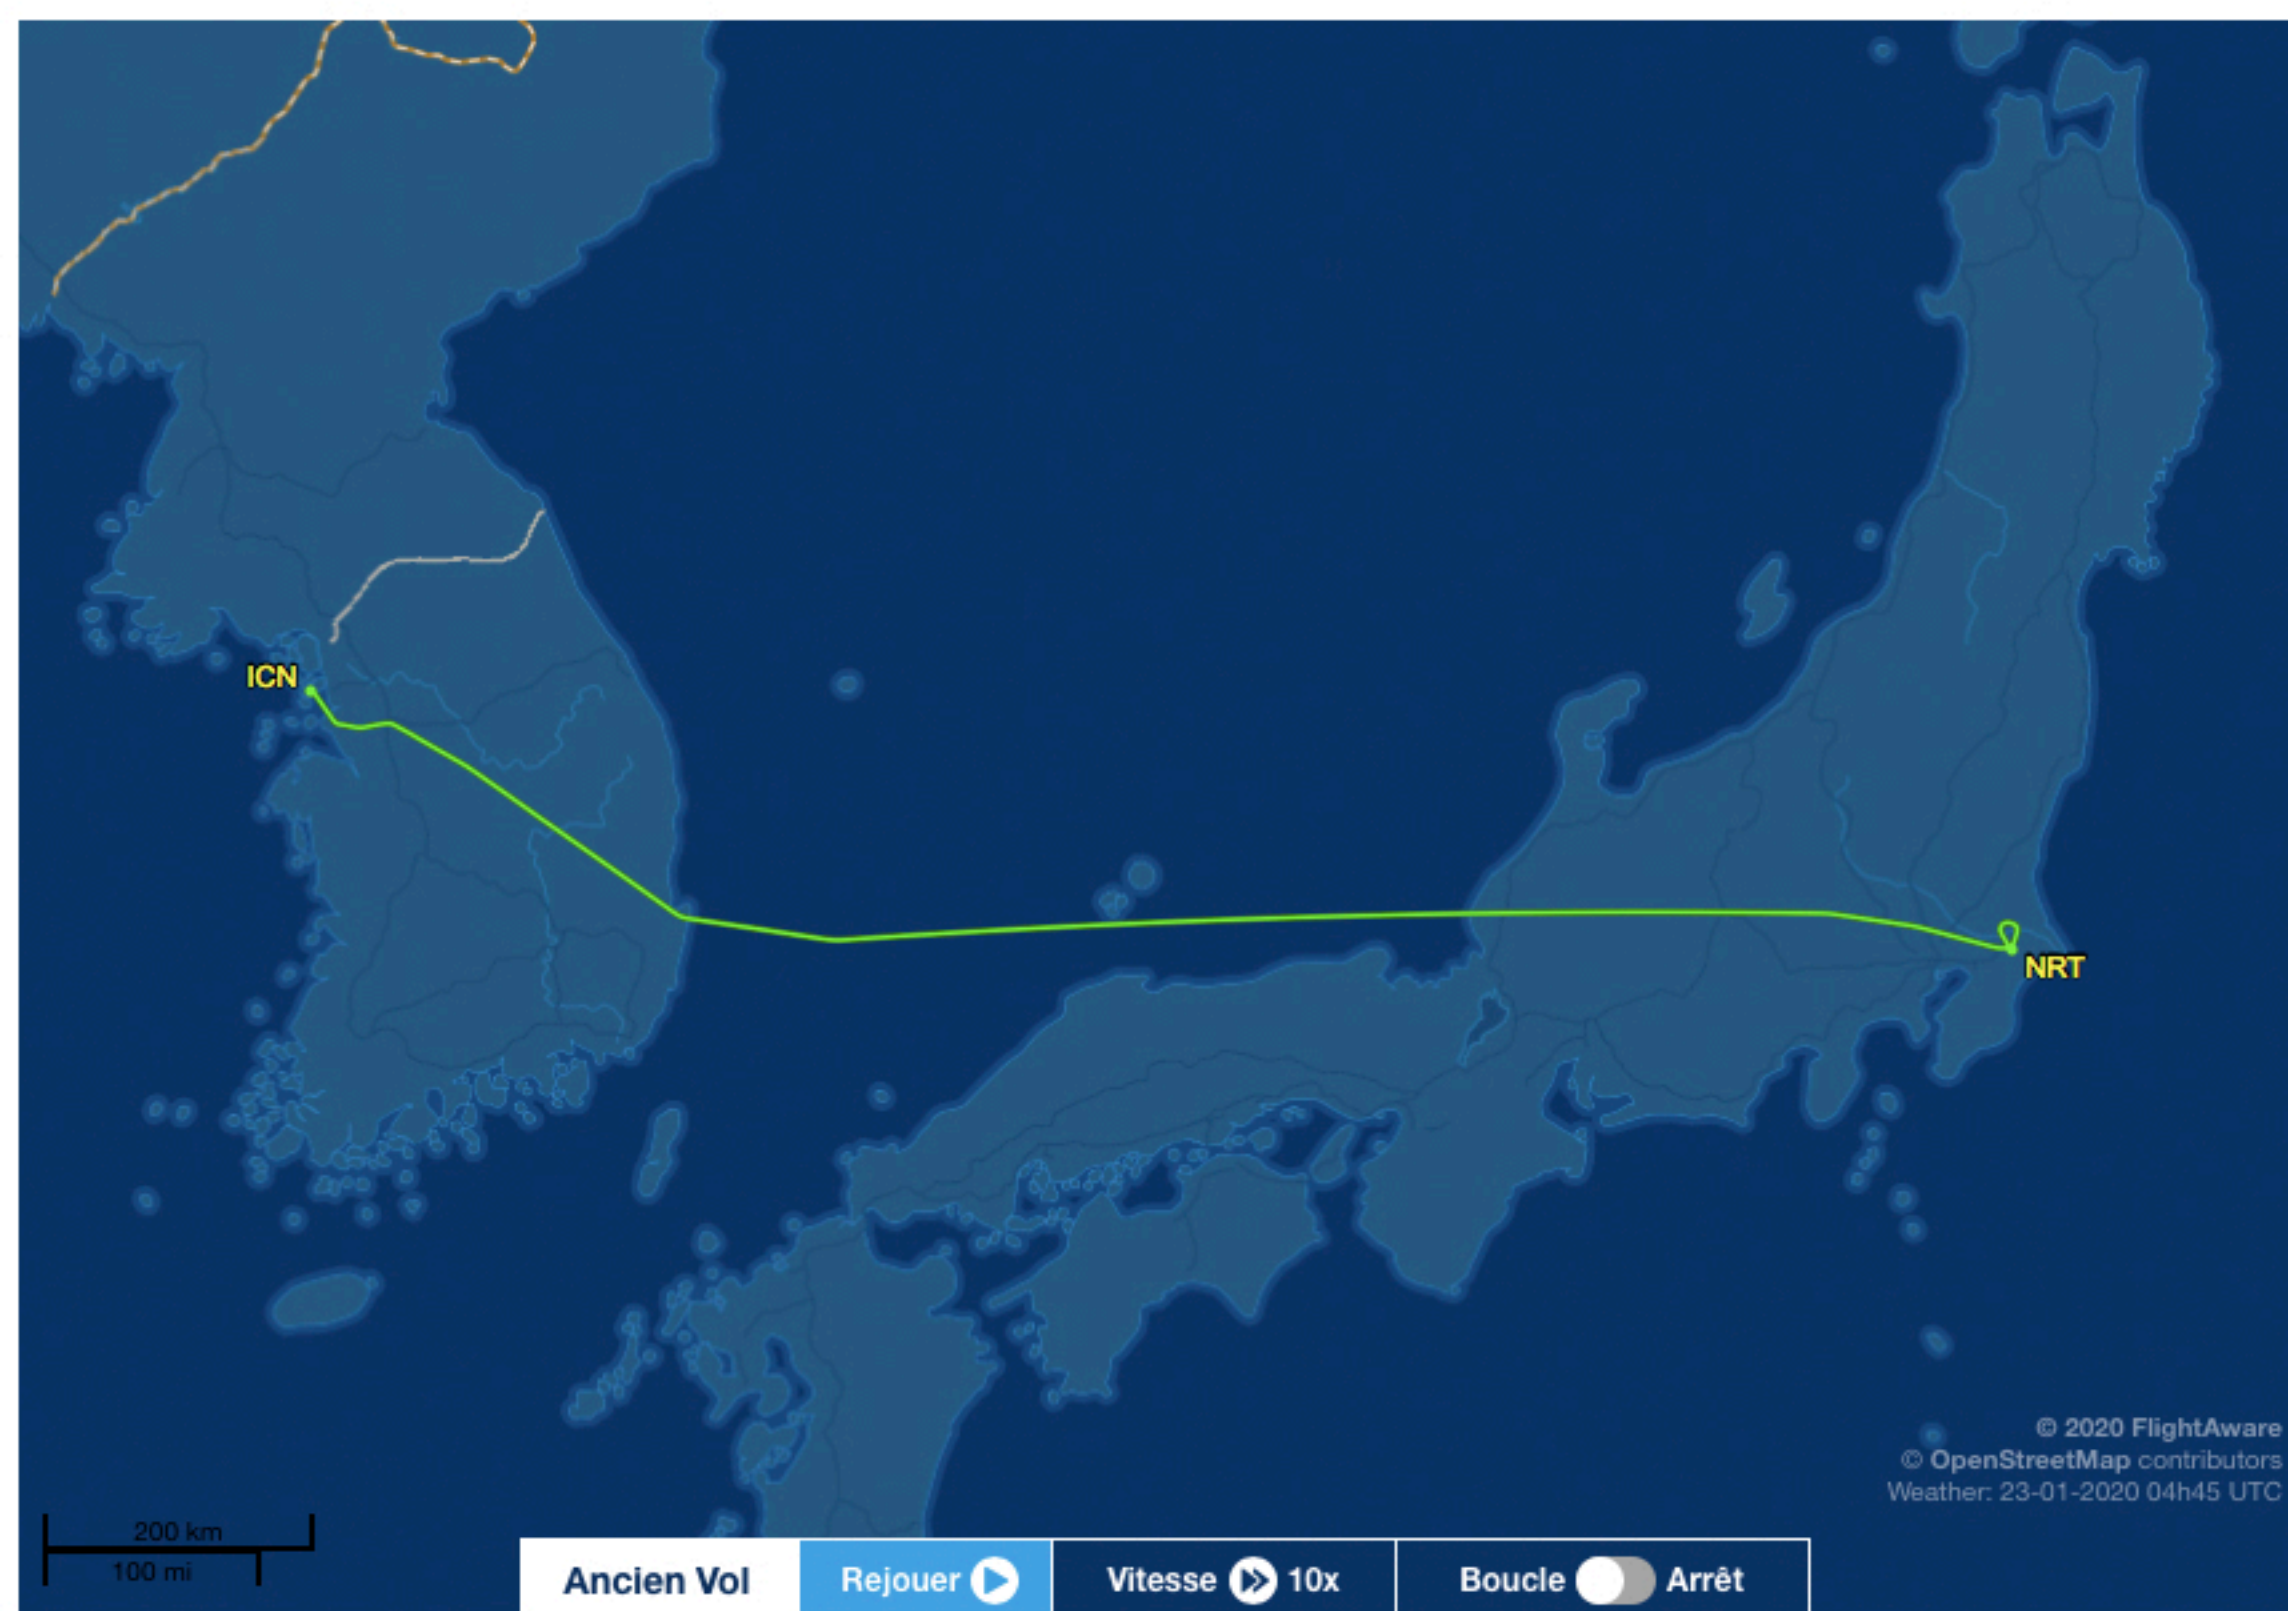 ICN
NRT
© 2020 FlightAware
© OpenStreetMap contributors
Weather: 23-01-2020 04h45 UTC
200 km
100 mi
Ancien Vol
Rejouer
Vitesse 10x
Boucle Arrêt